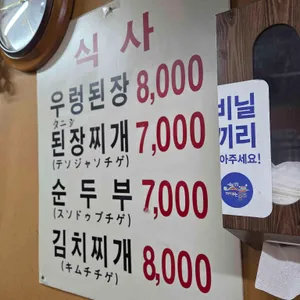 식사
우렁된장 8,000
タニシ
된장찌개 7,000
(テンジャンチゲ)
순두부 7,000
(スンドゥブチゲ)
김치찌개 8,000
(キムチチゲ)
비닐
끼리
아주세요!